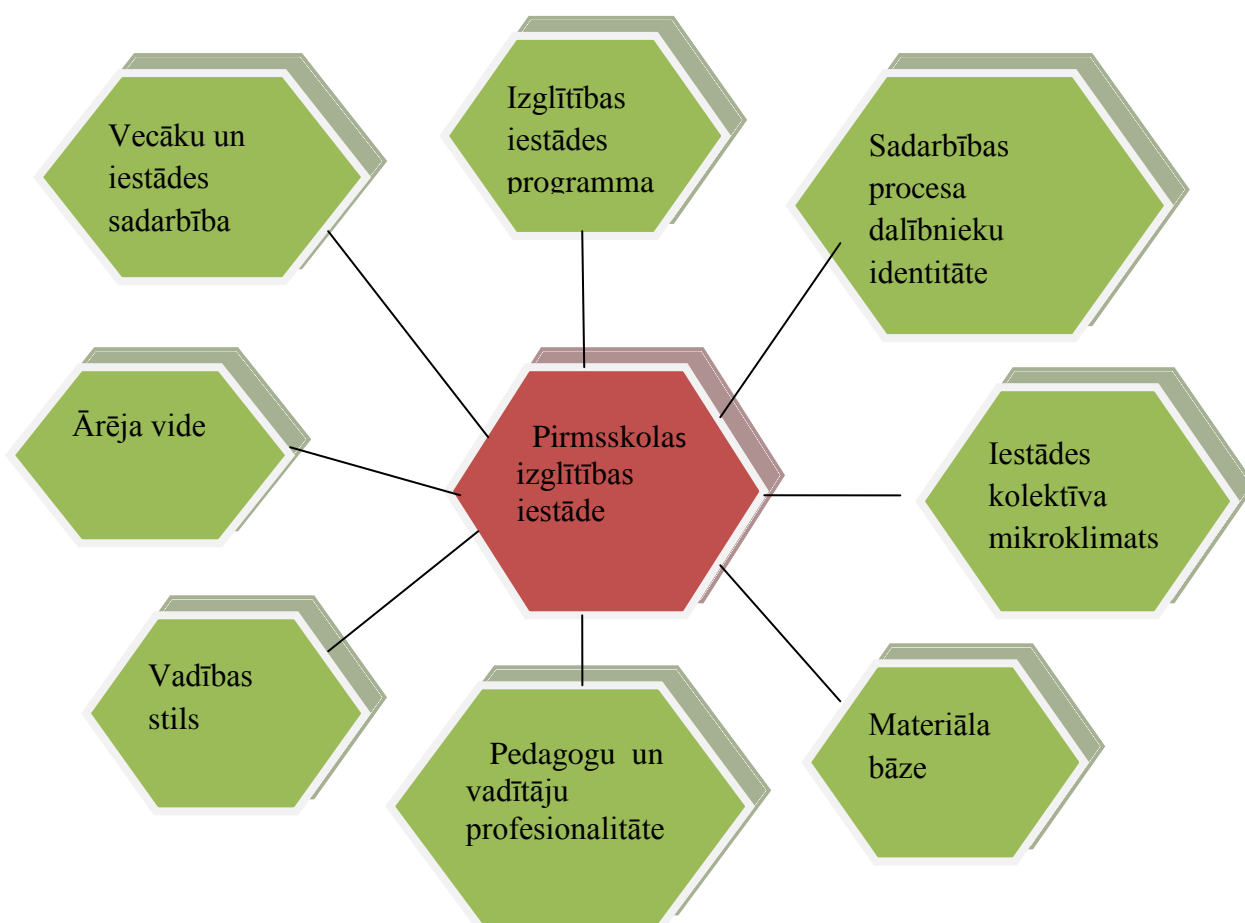 Vecāku un
iestādes
sadarbība
Izglītības
iestādes
programma
Sadarbības
procesa
dalībnieku
identitāte
Ārēja vide
Pirmsskolas
izglītības
iestāde
Iestādes
kolektīva
mikroklimats
Vadības
stils
Pedagogu un
vadītāju
profesionalitāte
Materiāla
bāze